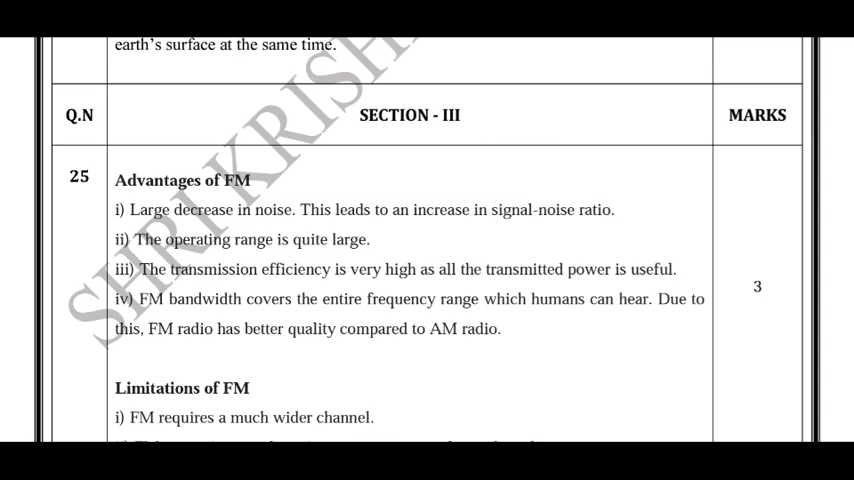 earth's surface at the same time.
Q.N SECTION - III MARKS
25 Advantages of FM
i) Large decrease in noise. This leads to an increase in signal-noise ratio.
ii) The operating range is quite large.
iii) The transmission efficiency is very high as all the transmitted power is useful.
3
iv) FM bandwidth covers the entire frequency range which humans can hear. Due to
this, FM radio has better quality compared to AM radio.
Limitations of FM
i) FM requires a much wider channel.
SHRI KRISH